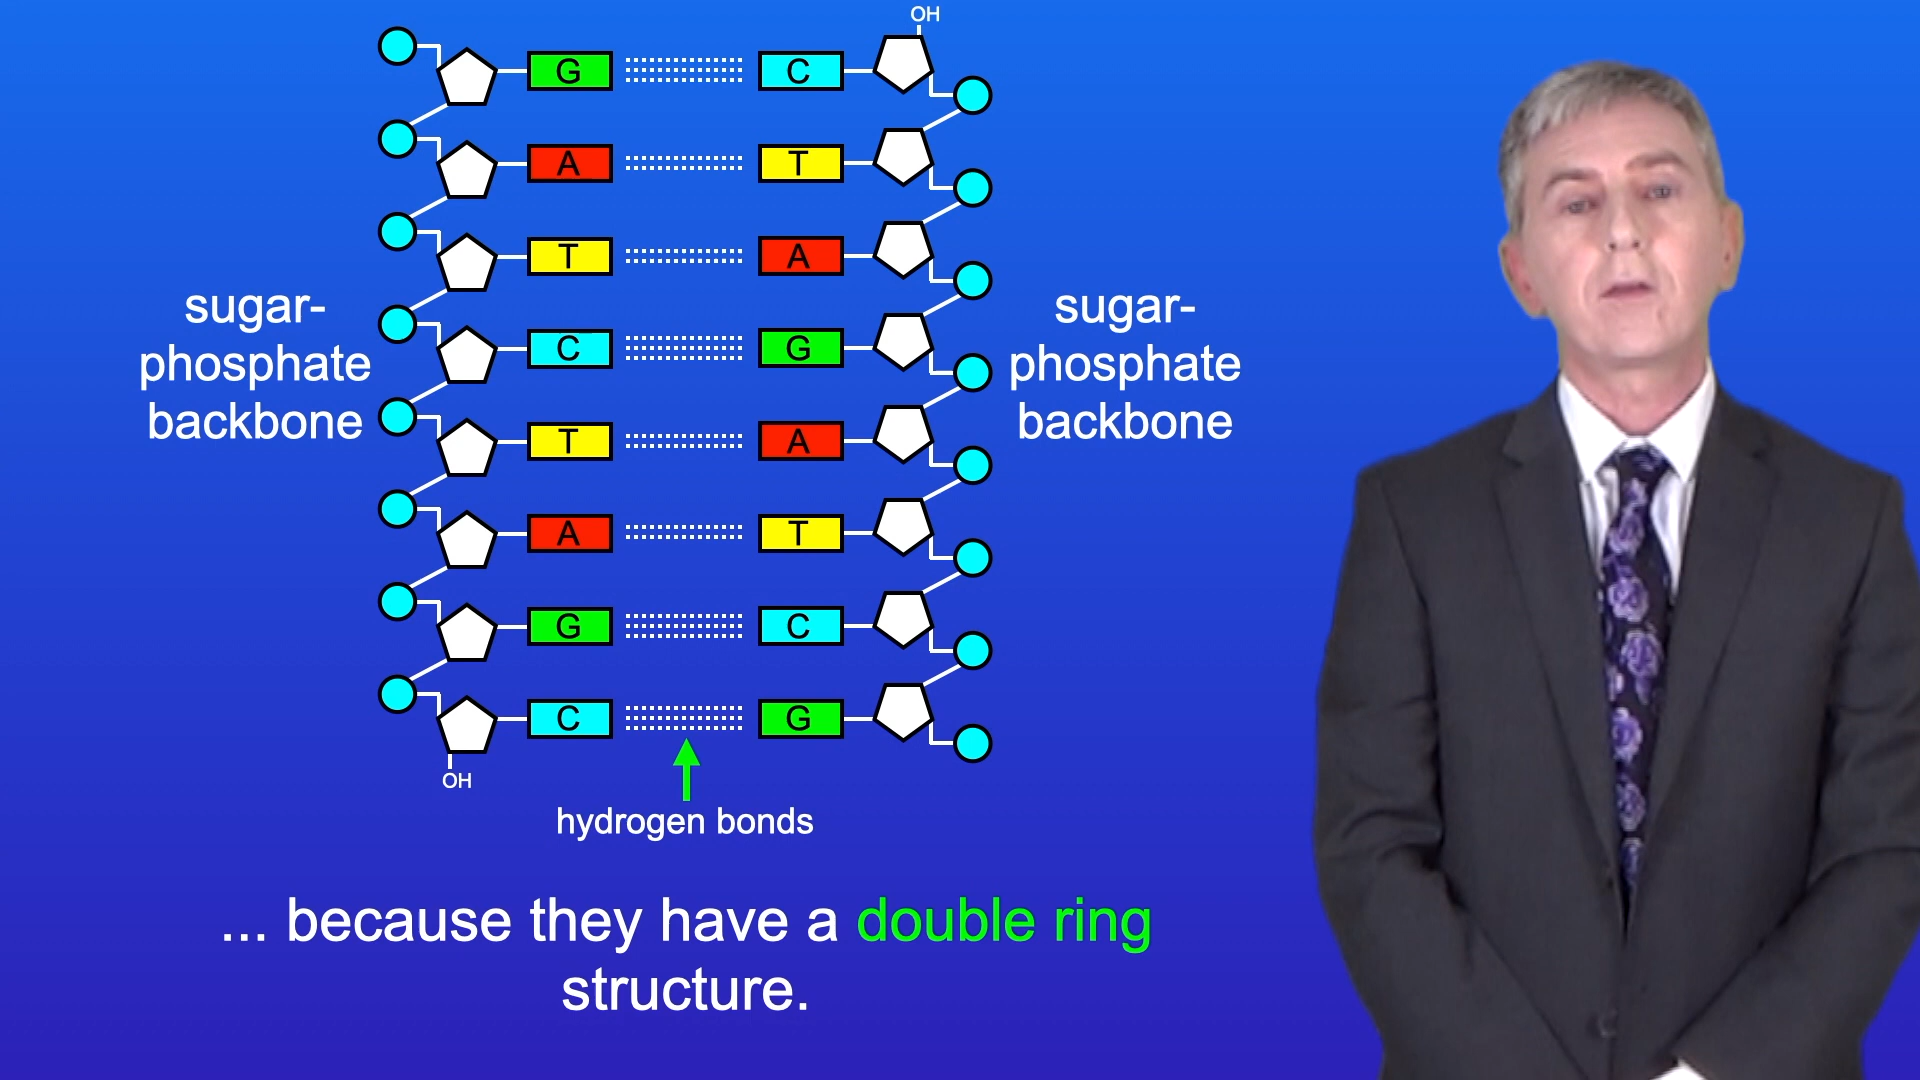 OH
G C
A T
T A
C G
T A
A T
G C
C G
OH
sugar-
phosphate
backbone
sugar-
phosphate
backbone
hydrogen bonds
... because they have a double ring
structure.